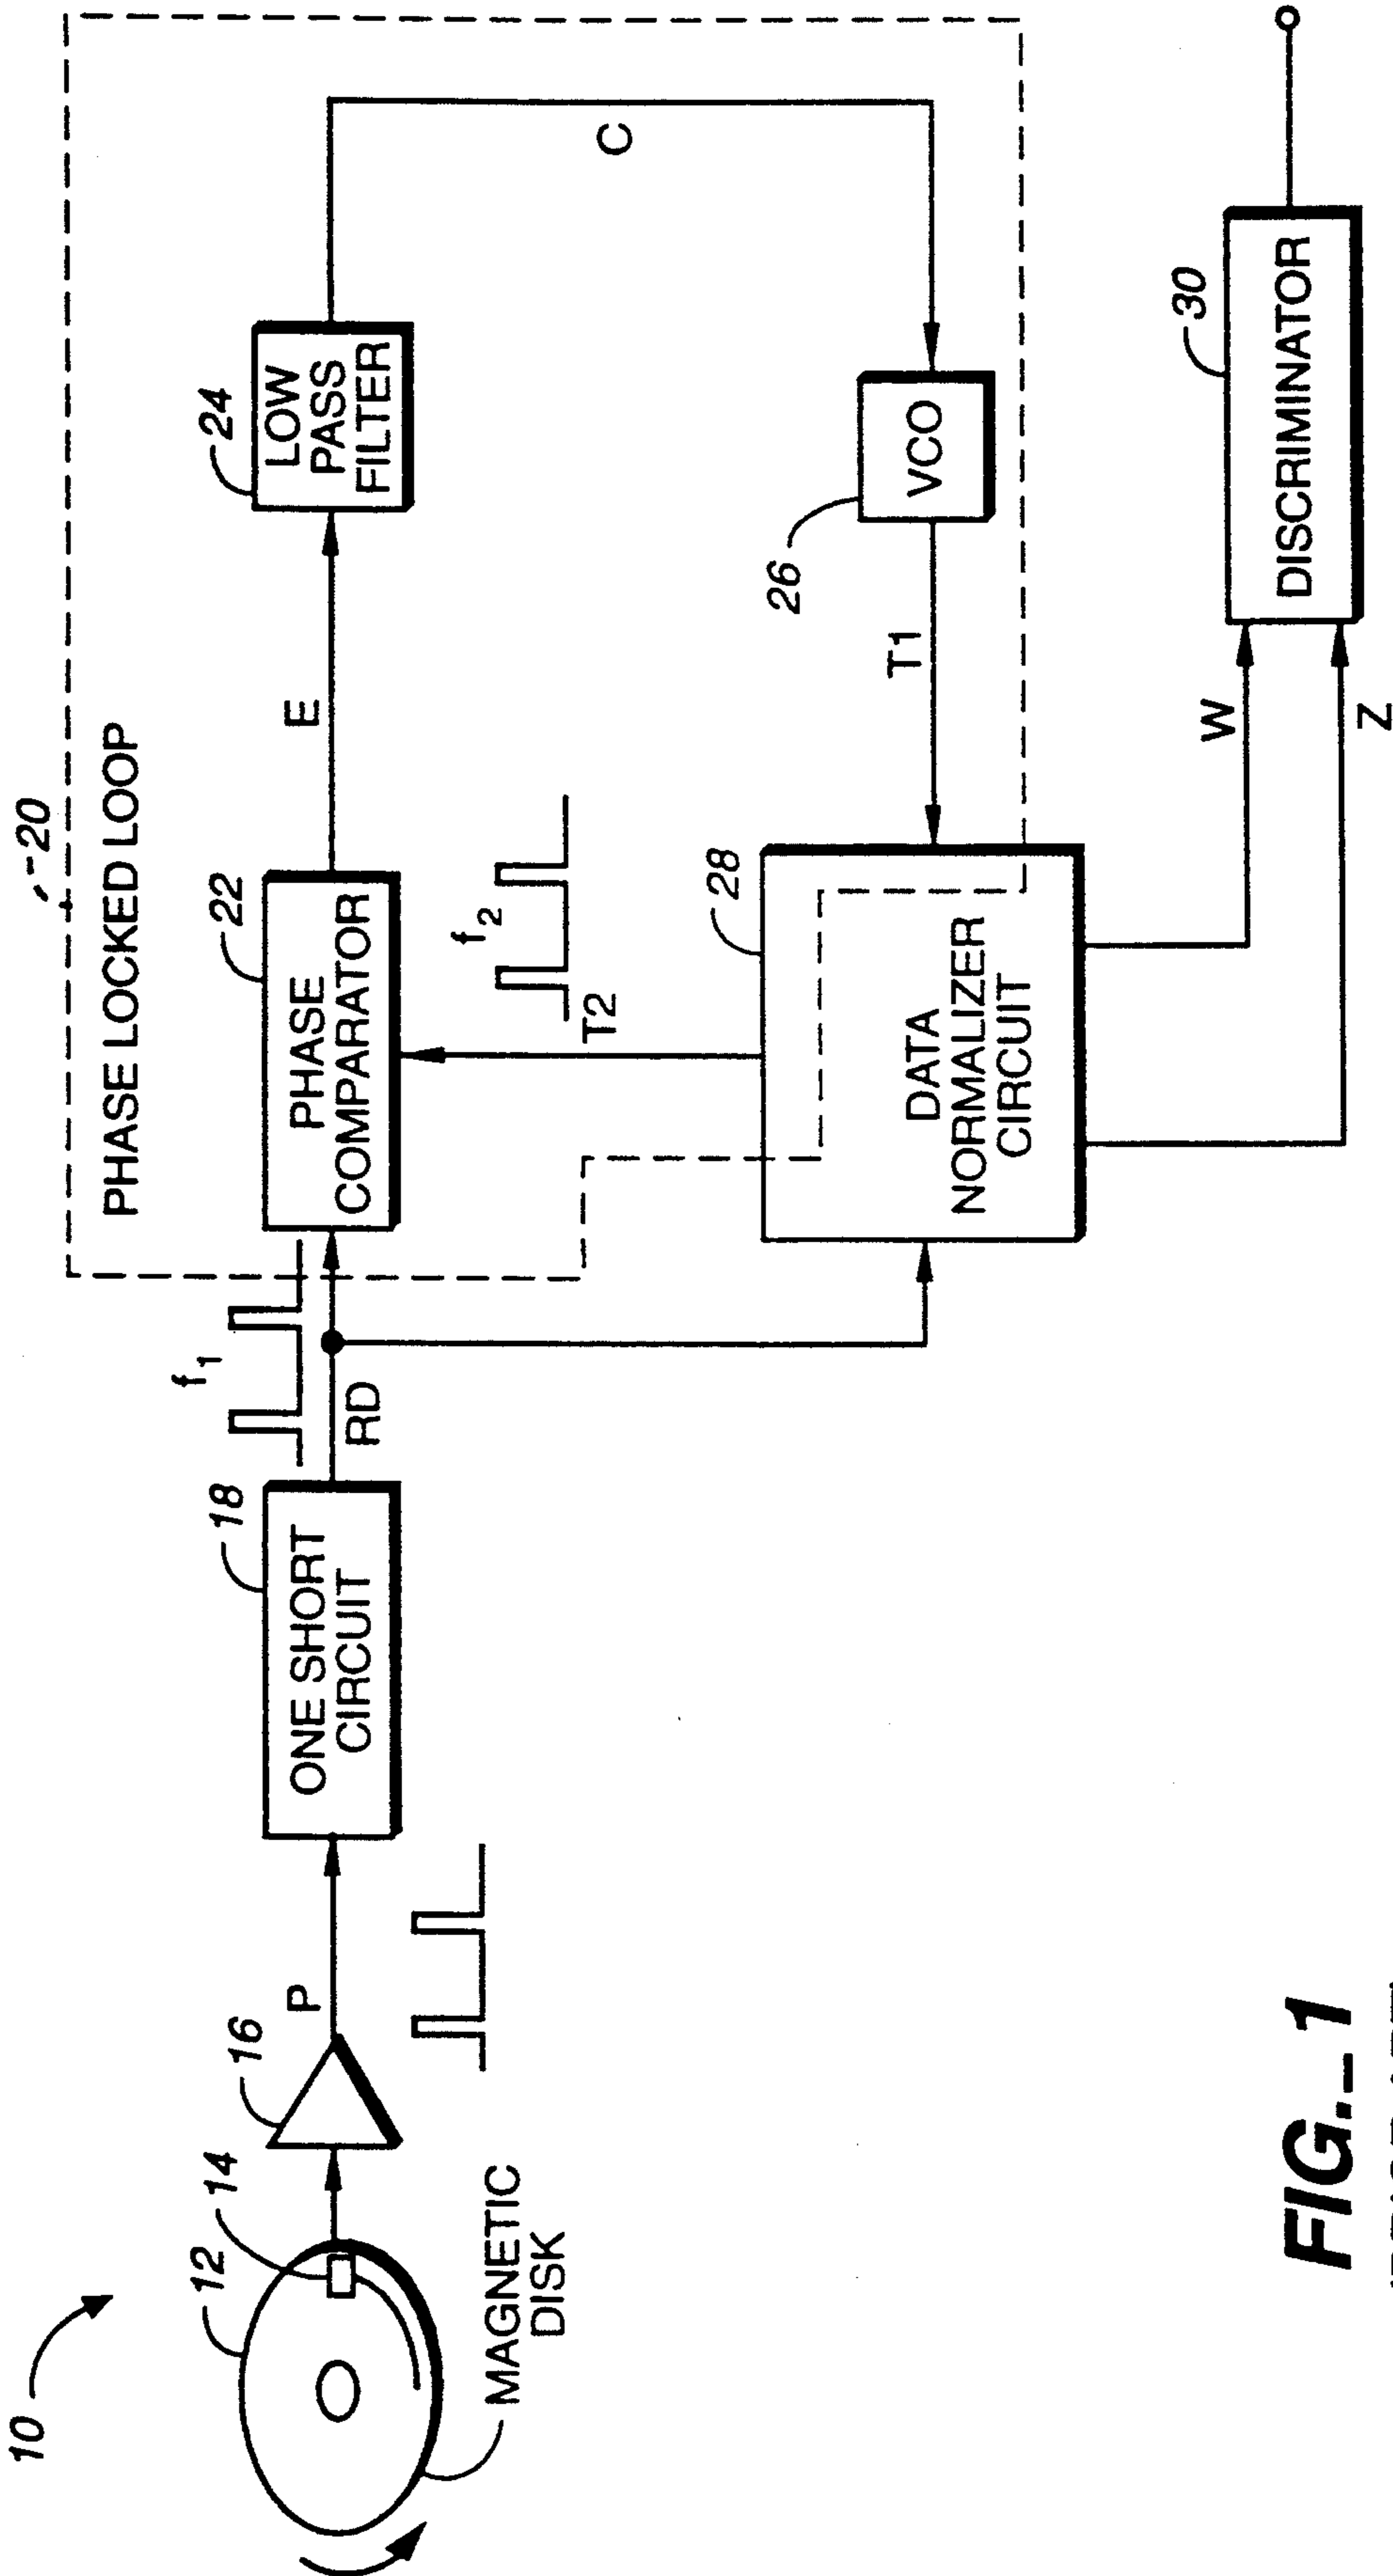 10
12
14
16
P
MAGNETIC
DISK
18
ONE SHORT
CIRCUIT
f1
RD
20
PHASE LOCKED LOOP
22
PHASE
COMPARATOR
E
24
LOW
PASS
FILTER
C
f2
T2
28
DATA
NORMALIZER
CIRCUIT
T1
26
VCO
W
Z
30
DISCRIMINATOR
FIG._1